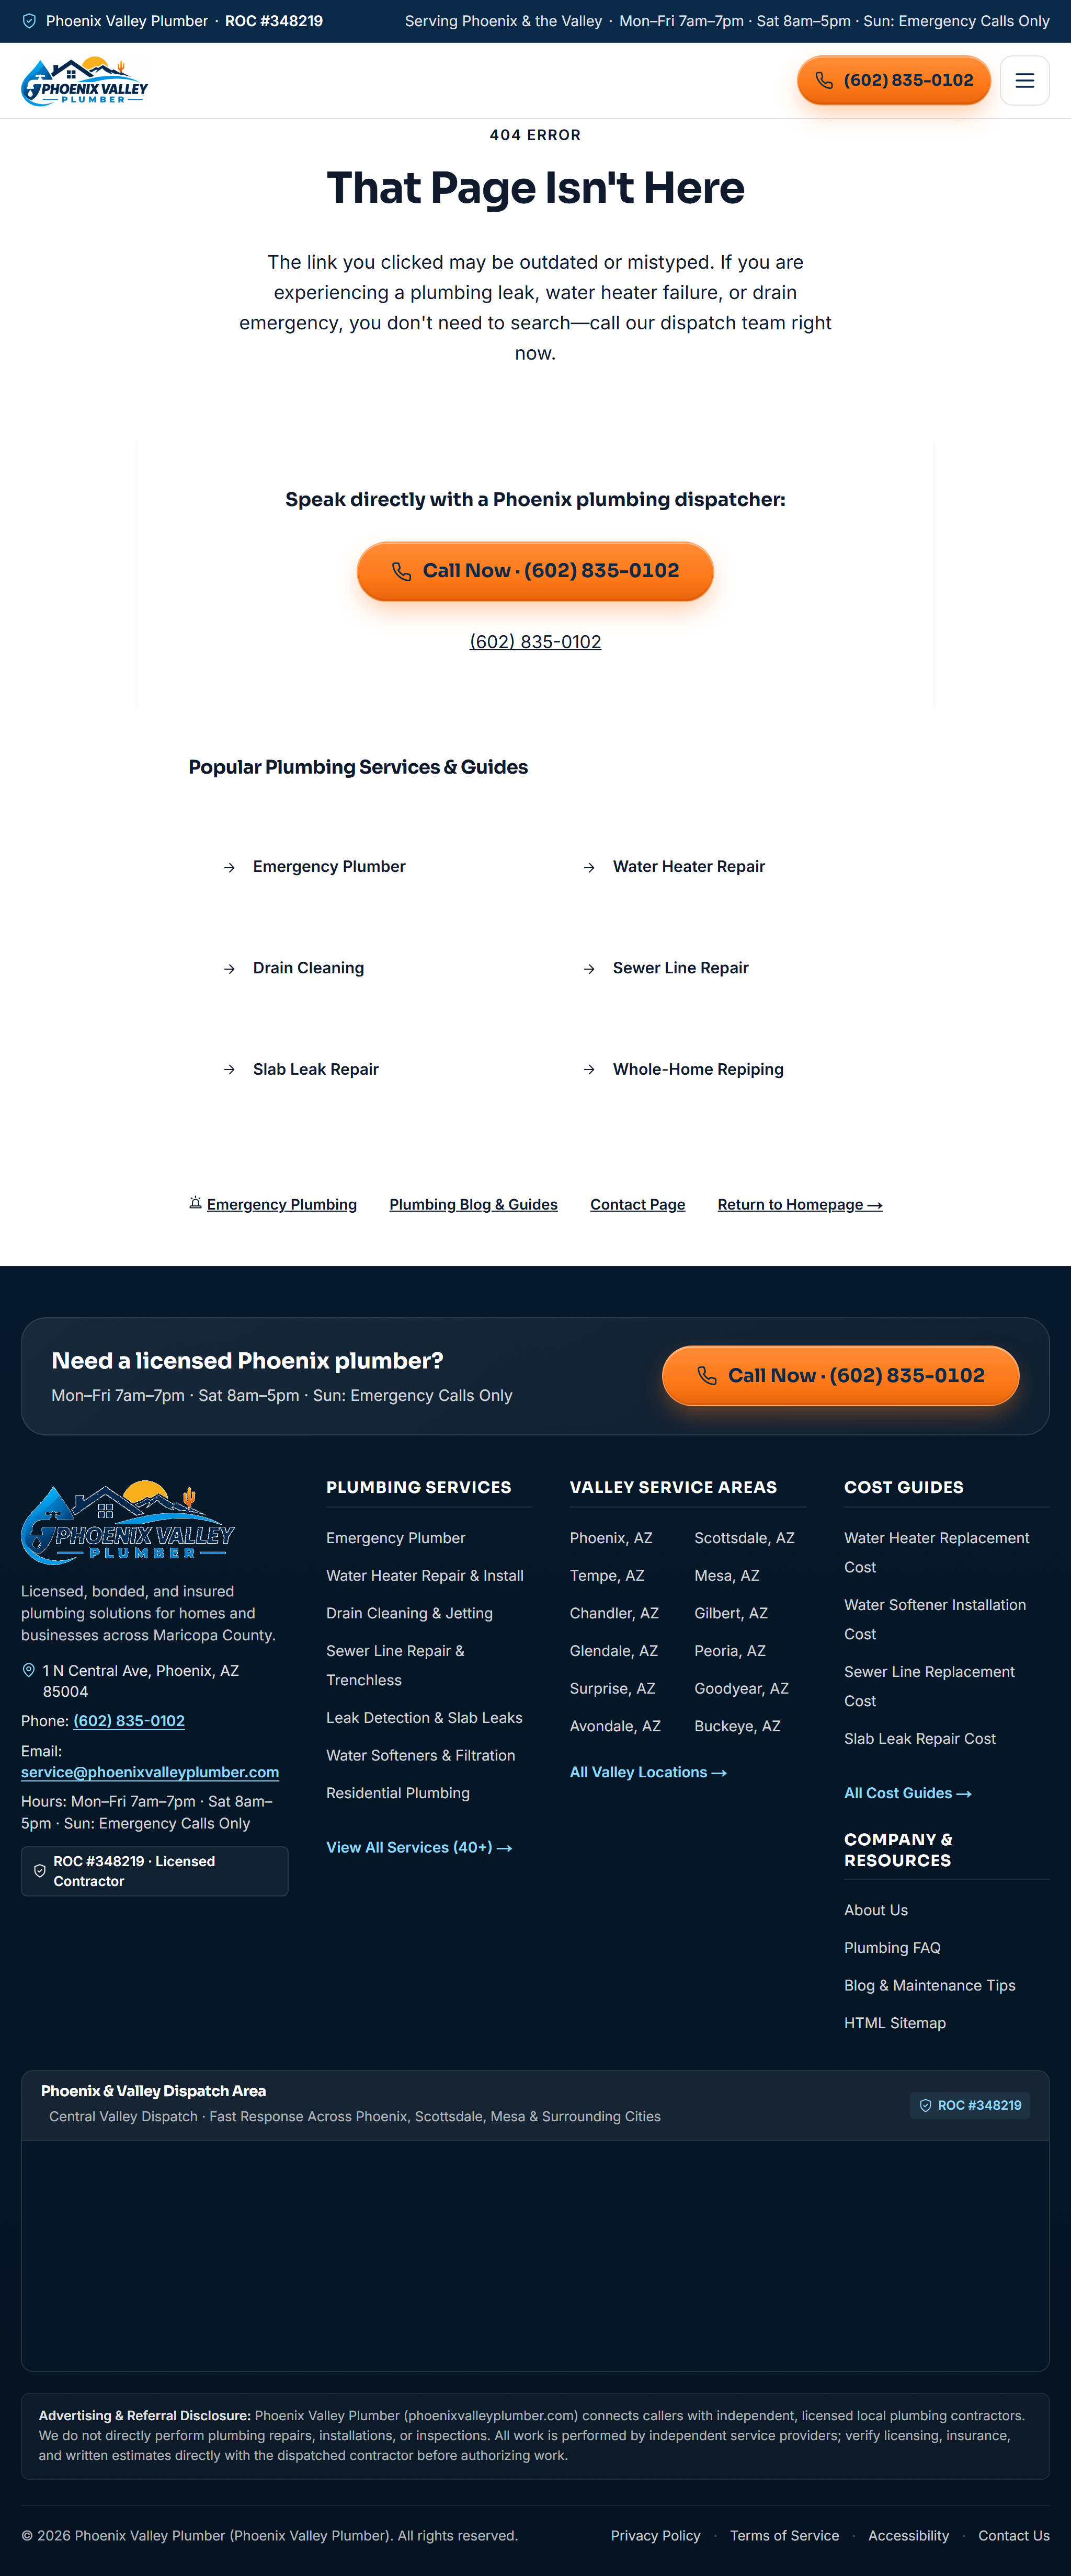 Phoenix Valley Plumber · ROC #348219
Serving Phoenix & the Valley · Mon–Fri 7am–7pm · Sat 8am–5pm · Sun: Emergency Calls Only
PHOENIX VALLEY
PLUMBER
(602) 835-0102
404 ERROR
That Page Isn't Here
The link you clicked may be outdated or mistyped. If you are
experiencing a plumbing leak, water heater failure, or drain
emergency, you don't need to search—call our dispatch team right
now.
Speak directly with a Phoenix plumbing dispatcher:
Call Now · (602) 835-0102
(602) 835-0102
Popular Plumbing Services & Guides
→ Emergency Plumber
→ Water Heater Repair
→ Drain Cleaning
→ Sewer Line Repair
→ Slab Leak Repair
→ Whole-Home Repiping
Emergency Plumbing
Plumbing Blog & Guides
Contact Page
Return to Homepage →
Need a licensed Phoenix plumber?
Mon–Fri 7am–7pm · Sat 8am–5pm · Sun: Emergency Calls Only
Call Now · (602) 835-0102
PHOENIX VALLEY
PLUMBER
Licensed, bonded, and insured
plumbing solutions for homes and
businesses across Maricopa County.
1 N Central Ave, Phoenix, AZ
85004
Phone: (602) 835-0102
Email:
service@phoenixvalleyplumber.com
Hours: Mon–Fri 7am–7pm · Sat 8am–
5pm · Sun: Emergency Calls Only
ROC #348219 · Licensed
Contractor
PLUMBING SERVICES
Emergency Plumber
Water Heater Repair & Install
Drain Cleaning & Jetting
Sewer Line Repair &
Trenchless
Leak Detection & Slab Leaks
Water Softeners & Filtration
Residential Plumbing
View All Services (40+) →
VALLEY SERVICE AREAS
Phoenix, AZ
Scottsdale, AZ
Tempe, AZ
Mesa, AZ
Chandler, AZ
Gilbert, AZ
Glendale, AZ
Peoria, AZ
Surprise, AZ
Goodyear, AZ
Avondale, AZ
Buckeye, AZ
All Valley Locations →
COST GUIDES
Water Heater Replacement
Cost
Water Softener Installation
Cost
Sewer Line Replacement
Cost
Slab Leak Repair Cost
All Cost Guides →
COMPANY &
RESOURCES
About Us
Plumbing FAQ
Blog & Maintenance Tips
HTML Sitemap
Phoenix & Valley Dispatch Area
Central Valley Dispatch · Fast Response Across Phoenix, Scottsdale, Mesa & Surrounding Cities
ROC #348219
Advertising & Referral Disclosure: Phoenix Valley Plumber (phoenixvalleyplumber.com) connects callers with independent, licensed local plumbing contractors.
We do not directly perform plumbing repairs, installations, or inspections. All work is performed by independent service providers; verify licensing, insurance,
and written estimates directly with the dispatched contractor before authorizing work.
© 2026 Phoenix Valley Plumber (Phoenix Valley Plumber). All rights reserved.
Privacy Policy · Terms of Service · Accessibility · Contact Us